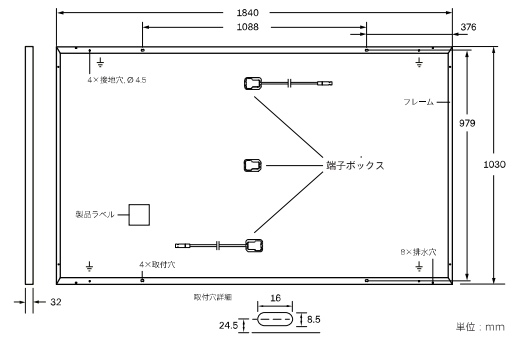 1840
1088
376
4×接地穴, Ø 4.5
フレーム
979
端子ボックス
1030
製品ラベル
8×排水穴
4×取付穴
32
取付穴詳細
16
24.5
8.5
単位 : mm